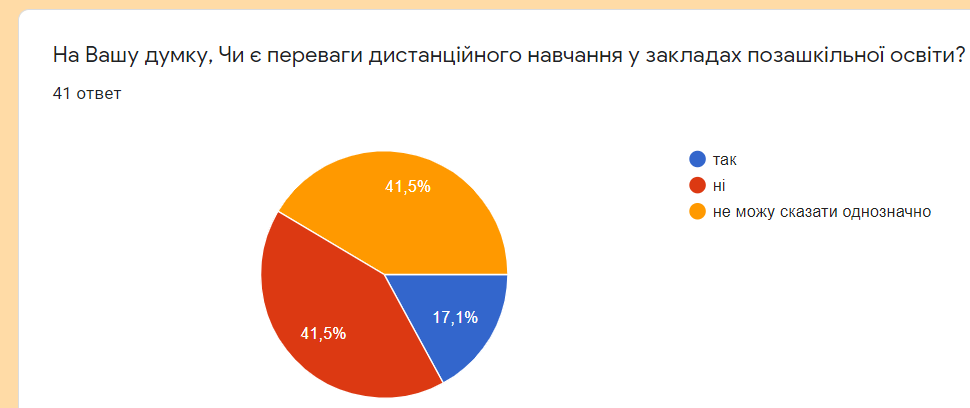 На Вашу думку, Чи є переваги дистанційного навчання у закладах позашкільної освіти?
41 ответ
так
ні
не можу сказати однозначно
41,5%
17,1%
41,5%